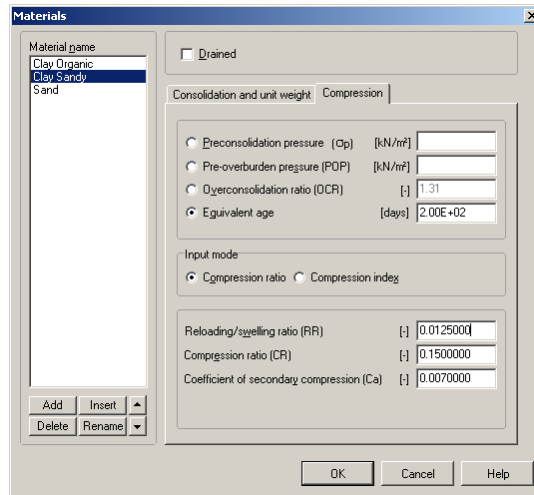 Materials
Material name
Clay Organic
Clay Sandy
Sand
Add Insert
Delete Rename
Drained
Consolidation and unit weight Compression
Preconsolidation pressure (σp) [kN/m²]
Pre-overburden pressure (POP) [kN/m²]
Overconsolidation ratio (OCR) [-] 1.31
Equivalent age [days] 2.00E+02
Input mode
Compression ratio Compression index
Reloading/swelling ratio (RR) [-] 0.0125000
Compression ratio (CR) [-] 0.1500000
Coefficient of secondary compression (Ca) [-] 0.0070000
OK Cancel Help